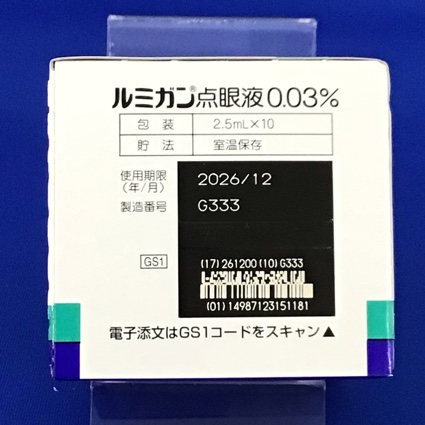 ルミガン®点眼液0.03%
包装 2.5mL×10
貯法 室温保存
使用期限
(年/月) 2026/12
製造番号 G333
GS1
(17)261200(10)G333
(01)14987123151181
電子添文はGS1コードをスキャン▲